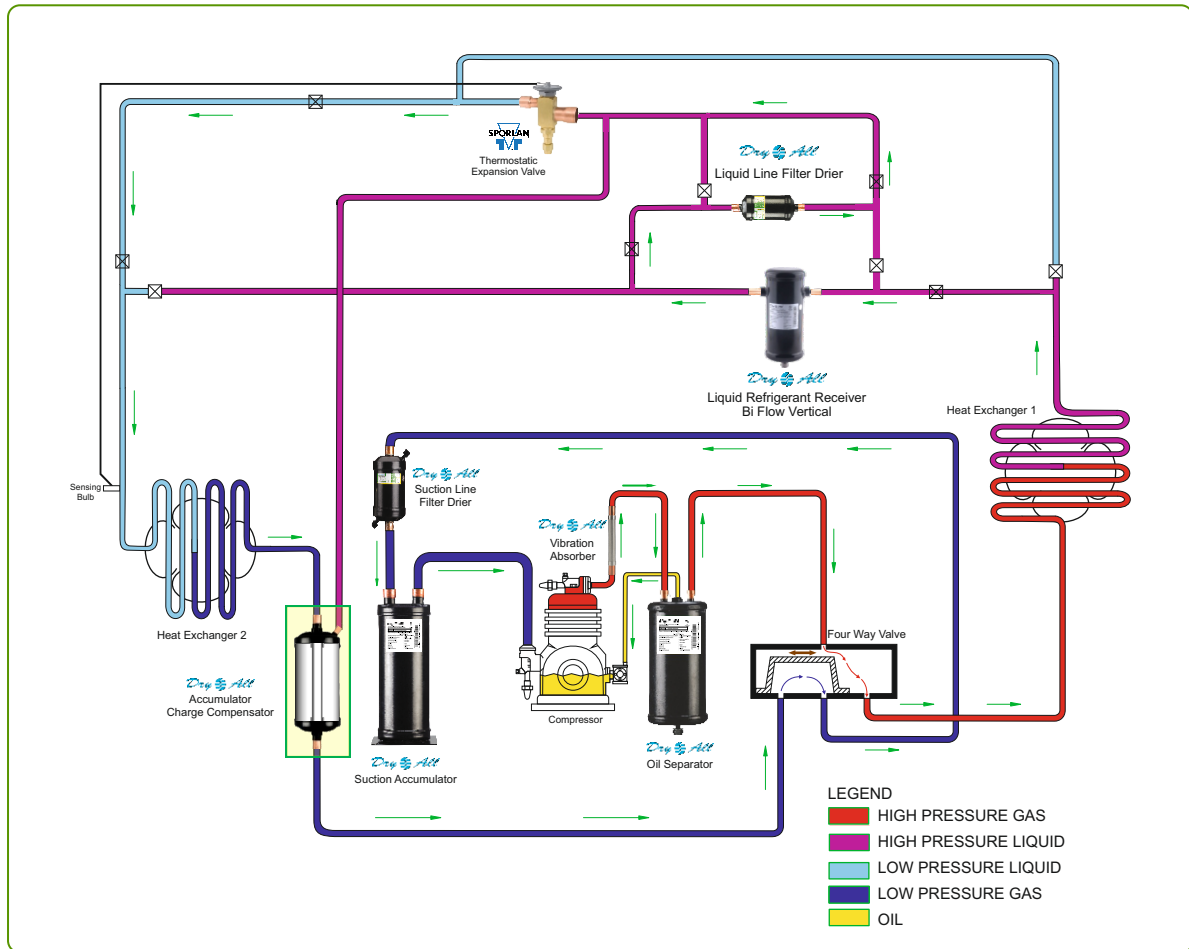 SPORLAN
Thermostatic
Expansion Valve
Dry All
Liquid Line Filter Drier
Dry All
Liquid Refrigerant Receiver
Bi Flow Vertical
Heat Exchanger 1
Sensing
Bulb
Dry All
Suction Line
Filter Drier
Dry All
Vibration
Absorber
Heat Exchanger 2
Four Way Valve
Dry All
Accumulator
Charge Compensator
Compressor
Dry All
Suction Accumulator
Dry All
Oil Separator
LEGEND
HIGH PRESSURE GAS
HIGH PRESSURE LIQUID
LOW PRESSURE LIQUID
LOW PRESSURE GAS
OIL